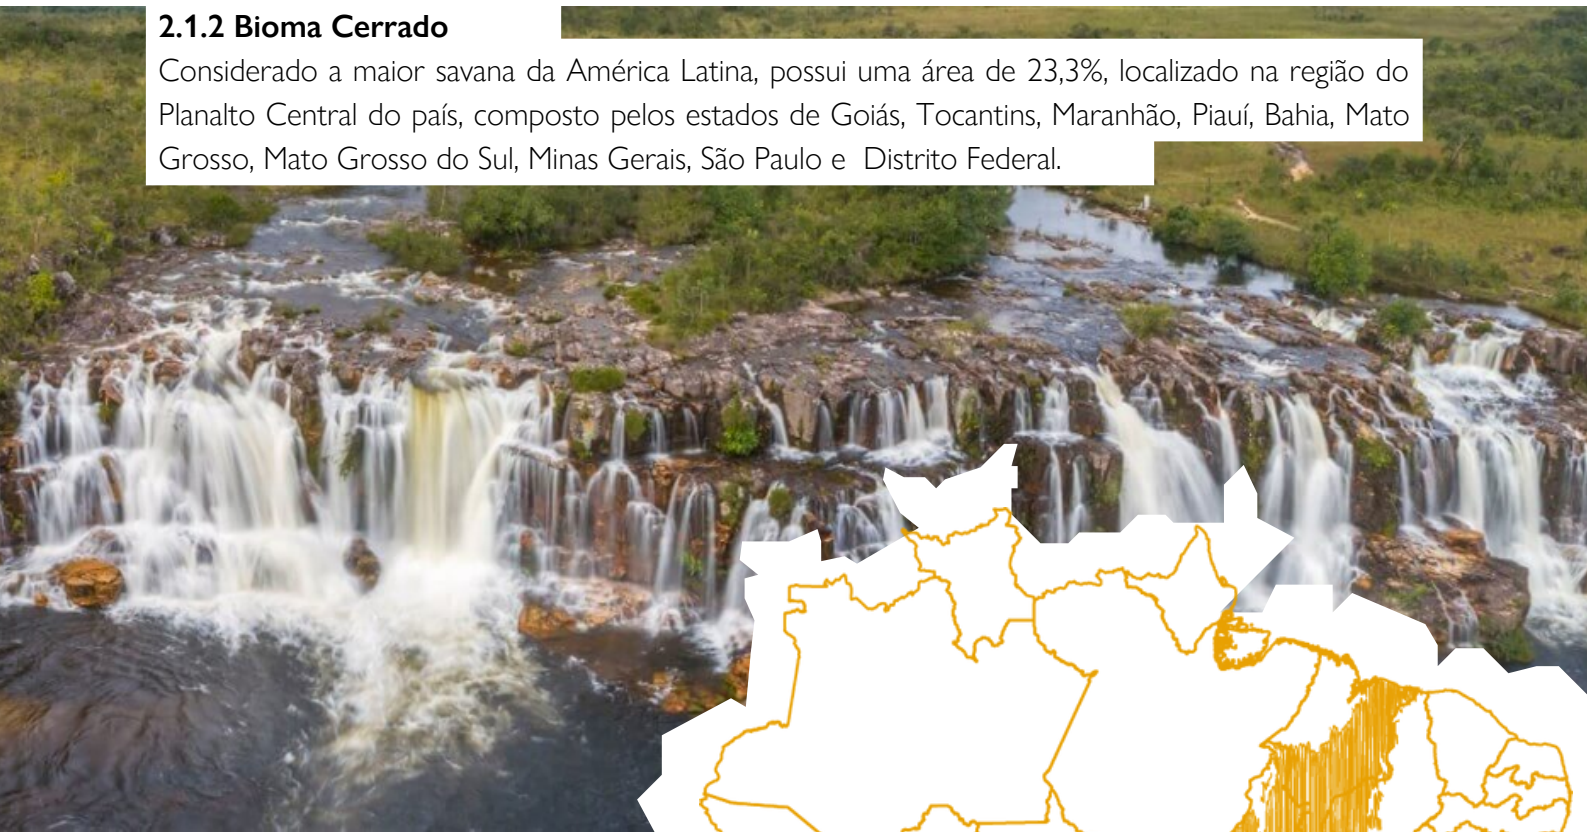 2.1.2 Bioma Cerrado
Considerado a maior savana da América Latina, possui uma área de 23,3%, localizado na região do
Planalto Central do país, composto pelos estados de Goiás, Tocantins, Maranhão, Piauí, Bahia, Mato
Grosso, Mato Grosso do Sul, Minas Gerais, São Paulo e  Distrito Federal.